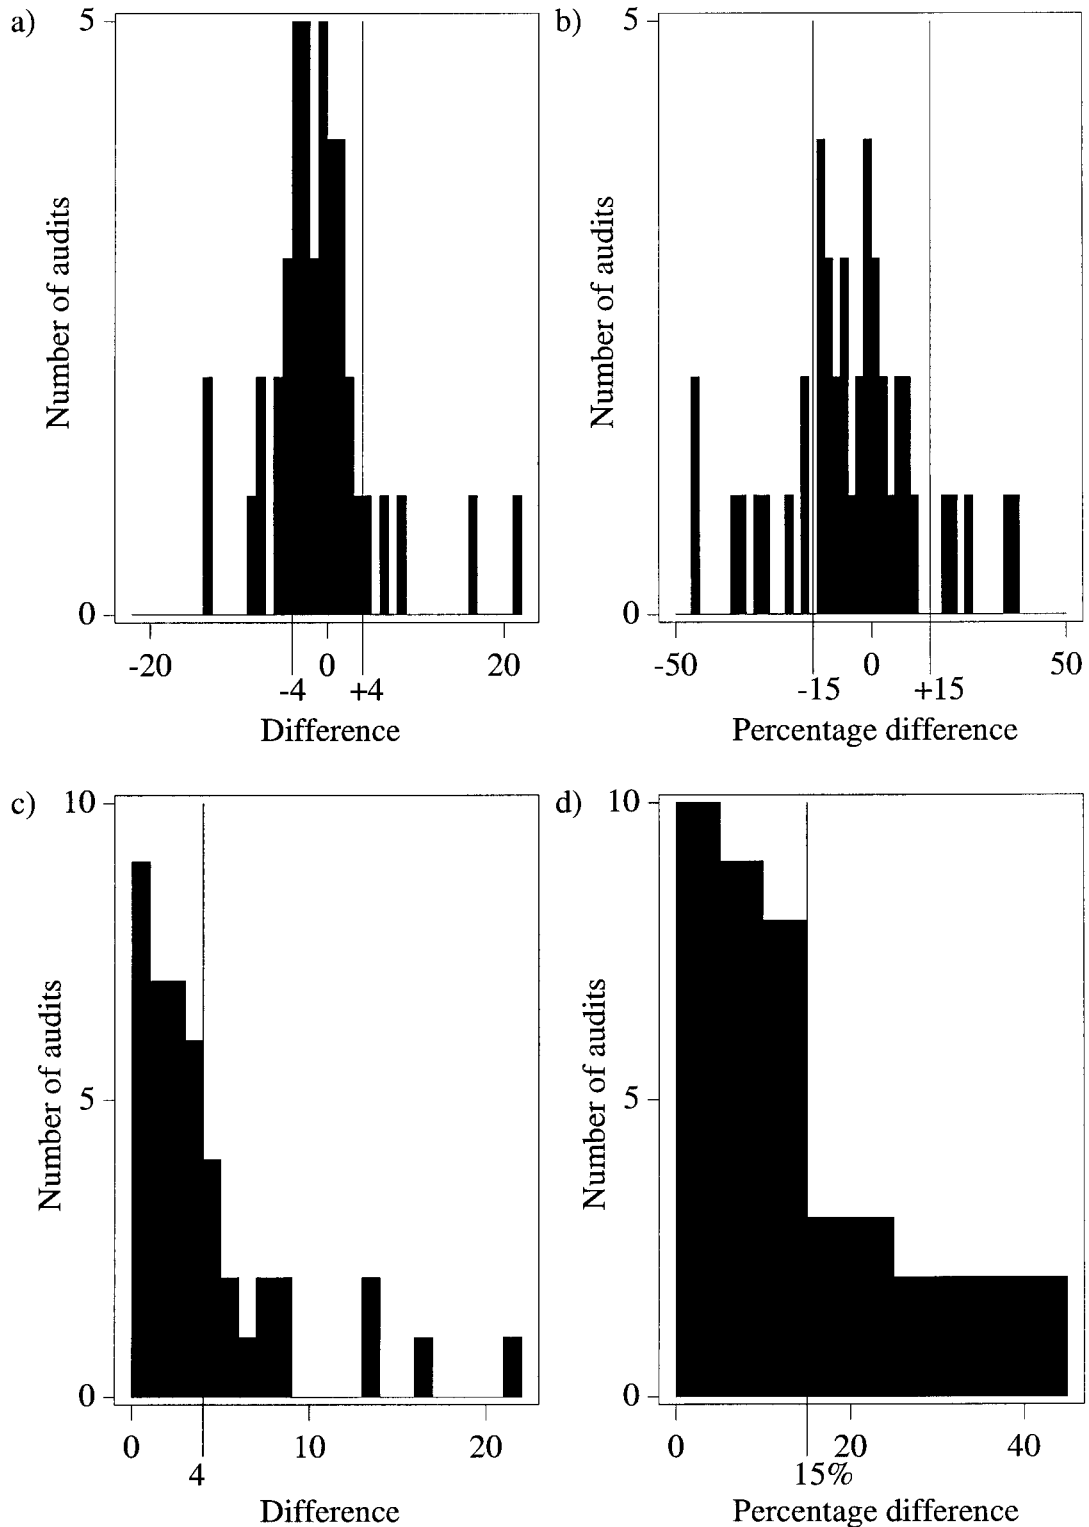 a)
5
Number of audits
0
-20 0 20
-4 +4
Difference
b)
5
Number of audits
0
-50 0 50
-15 +15
Percentage difference
c)
10
Number of audits
5
0
0 10 20
4
Difference
d)
10
Number of audits
5
0
0 20 40
15%
Percentage difference